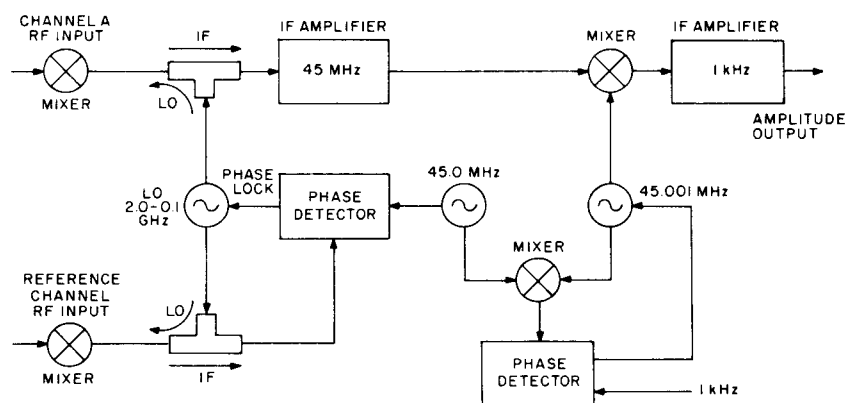 CHANNEL A
RF INPUT
MIXER
IF
LO
IF AMPLIFIER
45 MHz
MIXER
IF AMPLIFIER
1 kHz
AMPLITUDE
OUTPUT
LO
2.0-0.1
GHz
PHASE
LOCK
PHASE
DETECTOR
45.0 MHz
45.001 MHz
MIXER
REFERENCE
CHANNEL
RF INPUT
MIXER
LO
IF
PHASE
DETECTOR
1 kHz